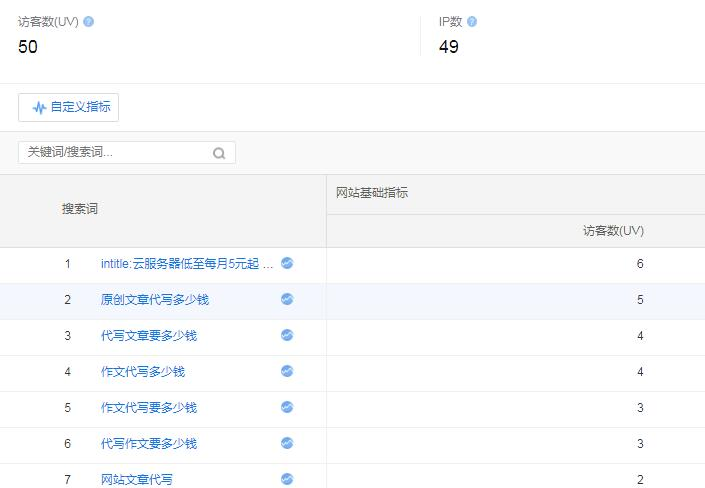 访客数(UV) ?
IP数 ?
50
49
自定义指标
关键词/搜索词...
搜索词
网站基础指标
访客数(UV)
1 intitle:云服务器低至每月5元起 ... 6
2 原创文章代写多少钱 5
3 代写文章要多少钱 4
4 作文代写多少钱 4
5 作文代写要多少钱 3
6 代写作文要多少钱 3
7 网站文章代写 2